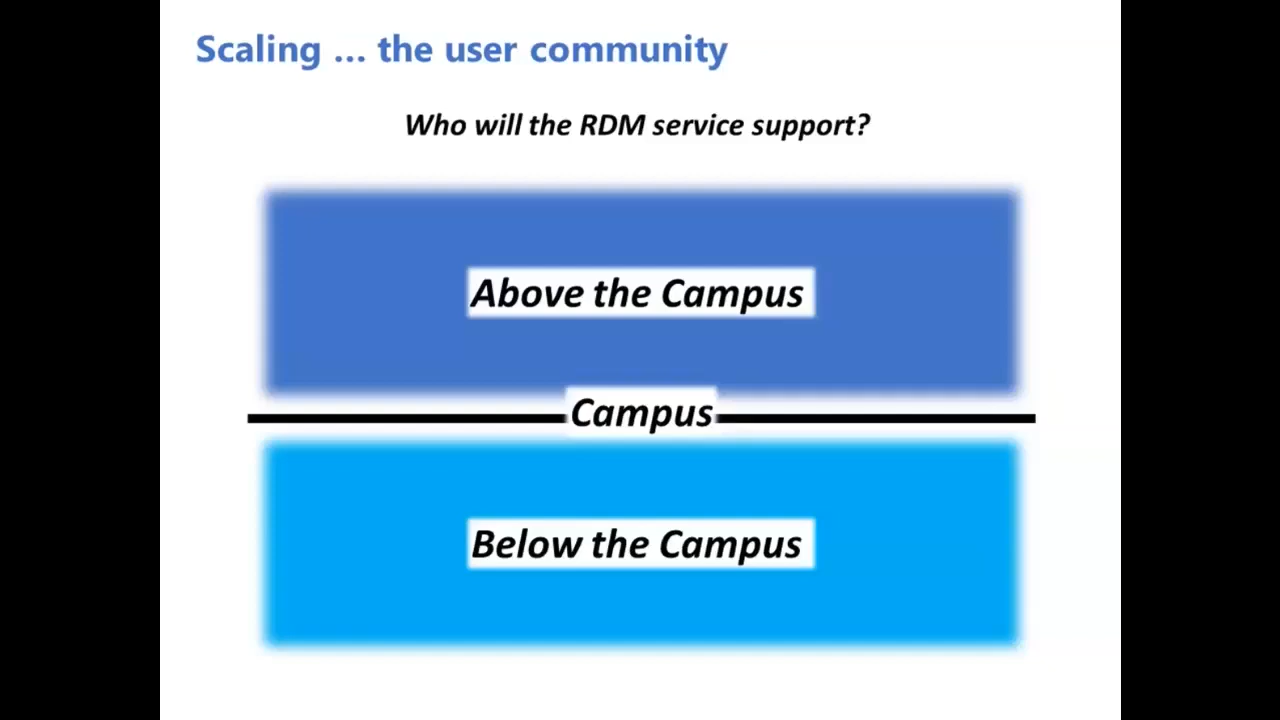 Scaling ... the user community
Who will the RDM service support?
Above the Campus
Campus
Below the Campus